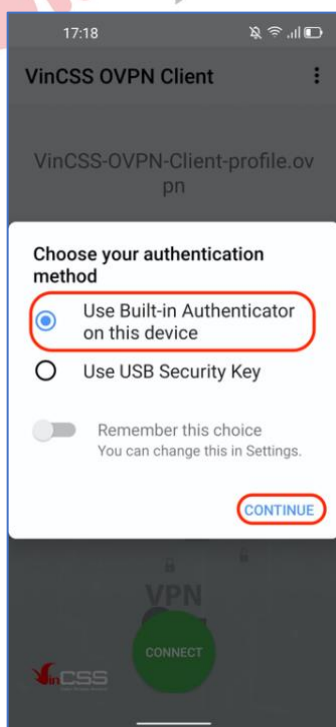 17:18
VinCSS OVPN Client
VinCSS-OVPN-Client-profile.ov
pn
Choose your authentication
method
Use Built-in Authenticator
on this device
Use USB Security Key
Remember this choice
You can change this in Settings.
CONTINUE
VPN
CONNECT
VinCSS